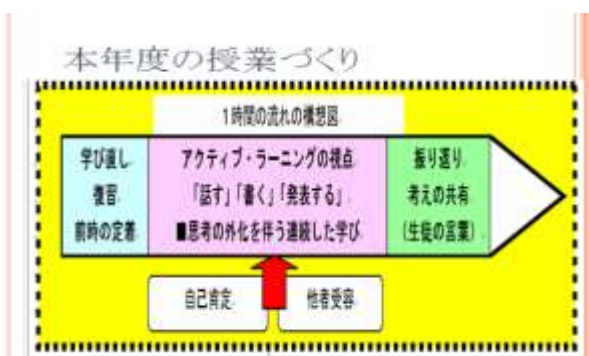 本年度の授業づくり
1時間の流れの構想図
学び直し
復習
前時の定着
アクティブ・ラーニングの視点
「話す」「書く」「発表する」
■思考の外化を伴う連続した学び
振り返り
考えの共有
(生徒の言葉)
自己肯定
他者受容